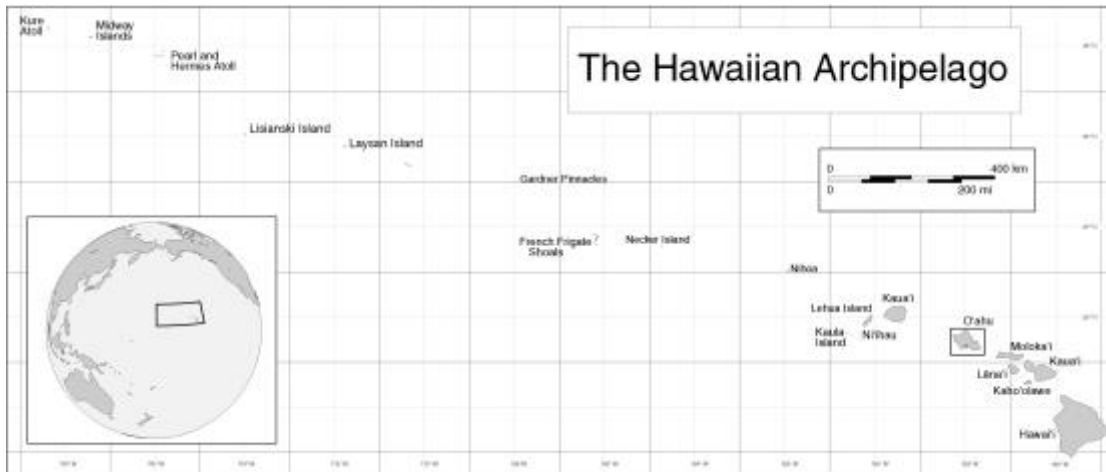 Kure
Atoll
Midway
Islands
Pearl and
Hermes Atoll
The Hawaiian Archipelago
Lisianski Island
Laysan Island
0 400 km
0 200 mi
Gardner Pinnacles
French Frigate
Shoals
Necker Island
Nihoa
Lehua Island
Kaua'i
Kaula
Island
Ni'ihau
O'ahu
Moloka'i
Kaua'i
Lāna'i
Kaho'olawe
Hawai'i